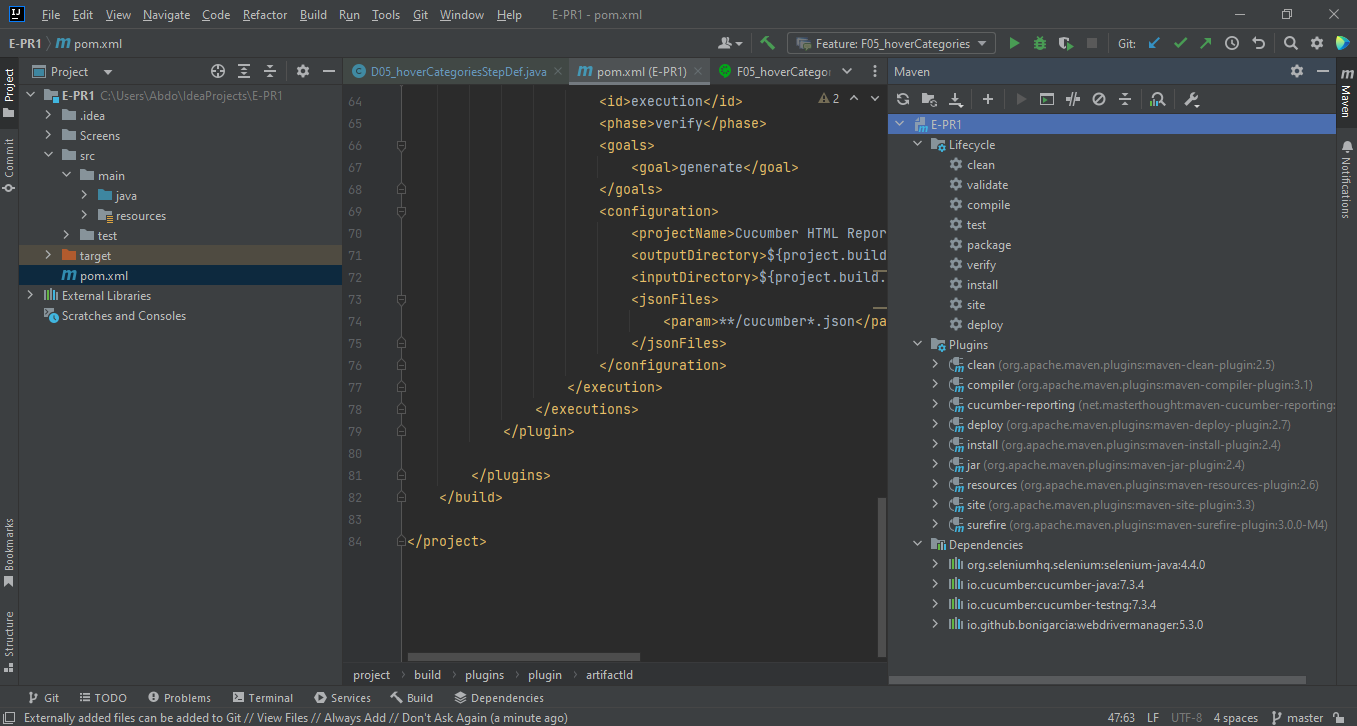 File Edit View Navigate Code Refactor Build Run Tools Git Window Help E-PR1 - pom.xml
E-PR1 pom.xml
Feature: F05_hoverCategories
Git:
Project
D05_hoverCategoriesStepDef.java
pom.xml (E-PR1)
F05_hoverCatego
Maven
E-PR1 C:\Users\Abdo\IdeaProjects\E-PR1
.idea
Screens
src
main
java
resources
test
target
pom.xml
External Libraries
Scratches and Consoles
2
64 <id>execution</id>
65 <phase>verify</phase>
66 <goals>
67 <goal>generate</goal>
68 </goals>
69 <configuration>
70 <projectName>Cucumber HTML Repor
71 <outputDirectory>${project.build
72 <inputDirectory>${project.build.
73 <jsonFiles>
74 <param>**/cucumber*.json</pa
75 </jsonFiles>
76 </configuration>
77 </execution>
78 </executions>
79 </plugin>
80
81 </plugins>
82 </build>
83
84 </project>
project build plugins plugin artifactId
E-PR1
Lifecycle
clean
validate
compile
test
package
verify
install
site
deploy
Plugins
clean (org.apache.maven.plugins:maven-clean-plugin:2.5)
compiler (org.apache.maven.plugins:maven-compiler-plugin:3.1)
cucumber-reporting (net.masterthought:maven-cucumber-reporting:
deploy (org.apache.maven.plugins:maven-deploy-plugin:2.7)
install (org.apache.maven.plugins:maven-install-plugin:2.4)
jar (org.apache.maven.plugins:maven-jar-plugin:2.4)
resources (org.apache.maven.plugins:maven-resources-plugin:2.6)
site (org.apache.maven.plugins:maven-site-plugin:3.3)
surefire (org.apache.maven.plugins:maven-surefire-plugin:3.0.0-M4)
Dependencies
org.seleniumhq.selenium:selenium-java:4.4.0
io.cucumber:cucumber-java:7.3.4
io.cucumber:cucumber-testng:7.3.4
io.github.bonigarcia:webdrivermanager:5.3.0
Project
Commit
Bookmarks
Structure
Maven
Notifications
Git TODO Problems Terminal Services Build Dependencies
Externally added files can be added to Git // View Files // Always Add // Don't Ask Again (a minute ago)
47:63 LF UTF-8 4 spaces master